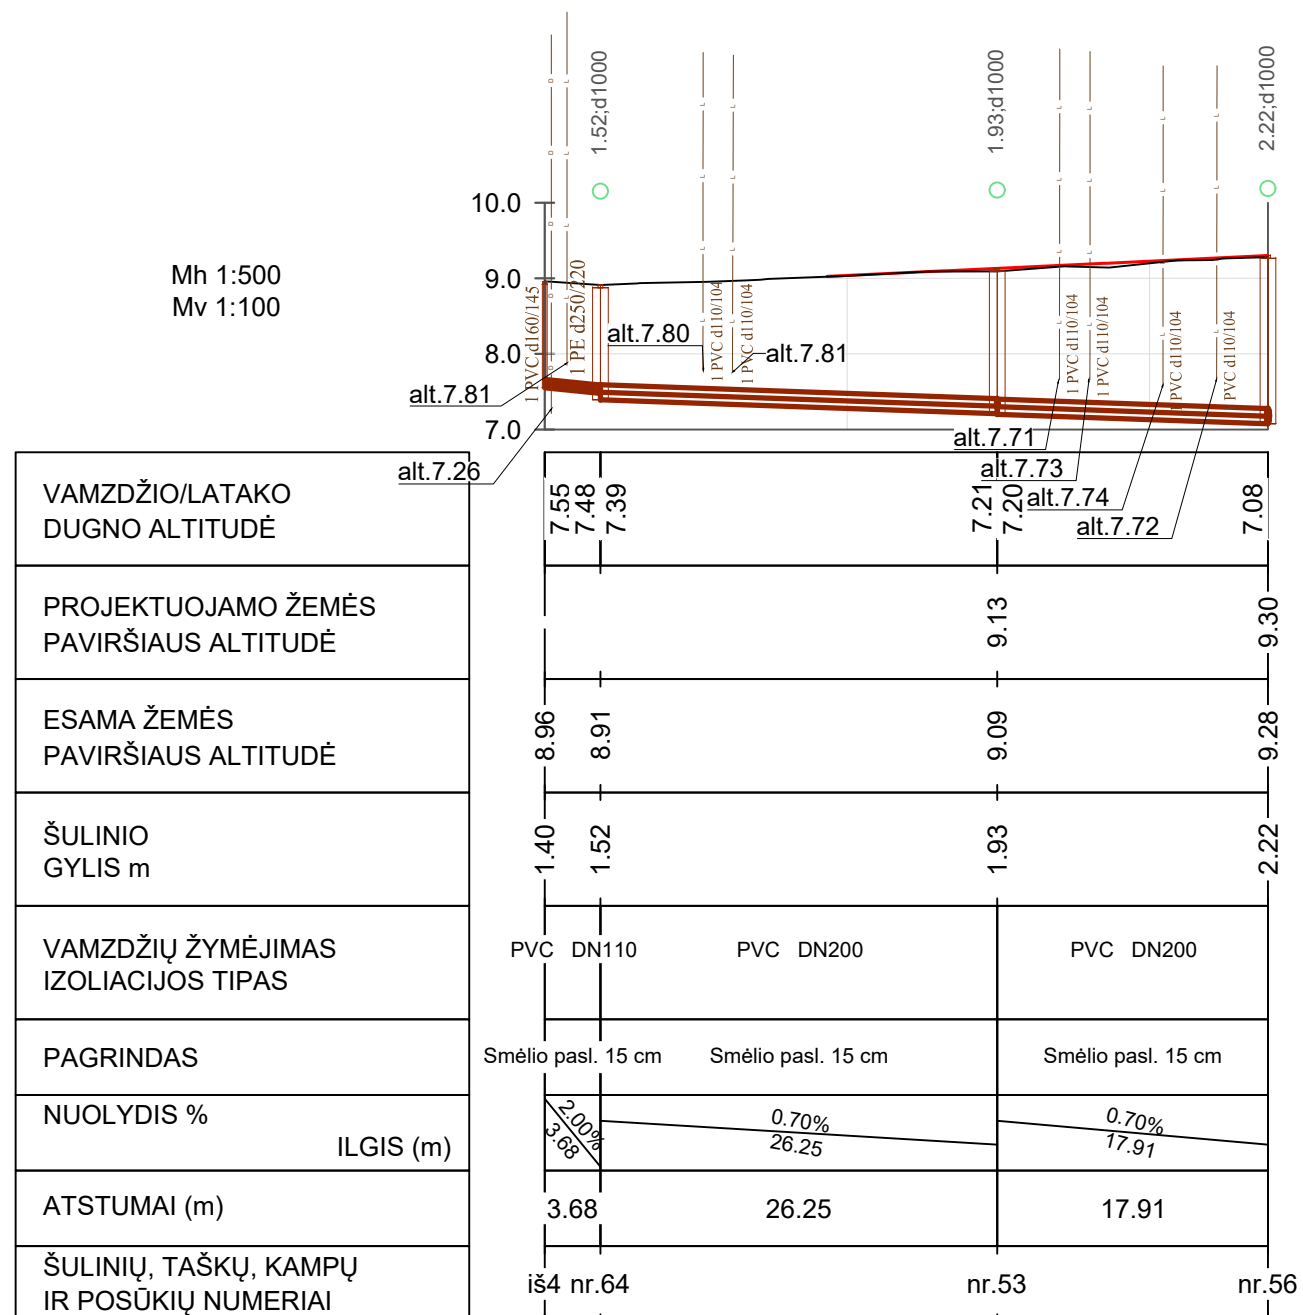 1.52;d1000
1.93;d1000
2.22;d1000
Mh 1:500
Mv 1:100
10.0
9.0
8.0
7.0
1 PVC d160/145
1 PE d250/220
1 PVC d110/104
1 PVC d110/104
1 PVC d110/104
1 PVC d110/104
1 PVC d110/104
PVC d110/104
alt.7.80
alt.7.81
alt.7.81
alt.7.26
alt.7.71
alt.7.73
alt.7.74
alt.7.72
VAMZDŽIO/LATAKO
DUGNO ALTITUDĖ
7.55
7.48
7.39
7.21
7.20
7.08
PROJEKTUOJAMO ŽEMĖS
PAVIRŠIAUS ALTITUDĖ
9.13
9.30
ESAMA ŽEMĖS
PAVIRŠIAUS ALTITUDĖ
8.96
8.91
9.09
9.28
ŠULINIO
GYLIS m
1.40
1.52
1.93
2.22
VAMZDŽIŲ ŽYMĖJIMAS
IZOLIACIJOS TIPAS
PVC DN110
PVC DN200
PVC DN200
PAGRINDAS
Smėlio pasl. 15 cm
Smėlio pasl. 15 cm
Smėlio pasl. 15 cm
NUOLYDIS %
ILGIS (m)
2.00%
3.68
0.70%
26.25
0.70%
17.91
ATSTUMAI (m)
3.68
26.25
17.91
ŠULINIŲ, TAŠKŲ, KAMPŲ
IR POSŪKIŲ NUMERIAI
iš4
nr.64
nr.53
nr.56